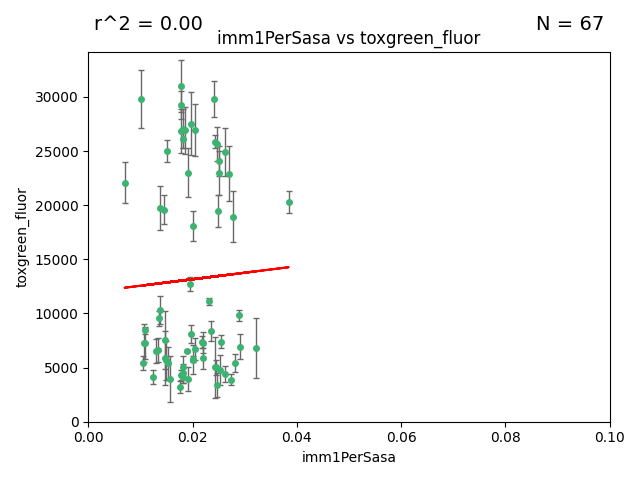 r^2 = 0.00
N = 67
imm1PerSasa vs toxgreen_fluor
30000
25000
20000
15000
10000
5000
0
toxgreen_fluor
0.00
0.02
0.04
0.06
0.08
0.10
imm1PerSasa